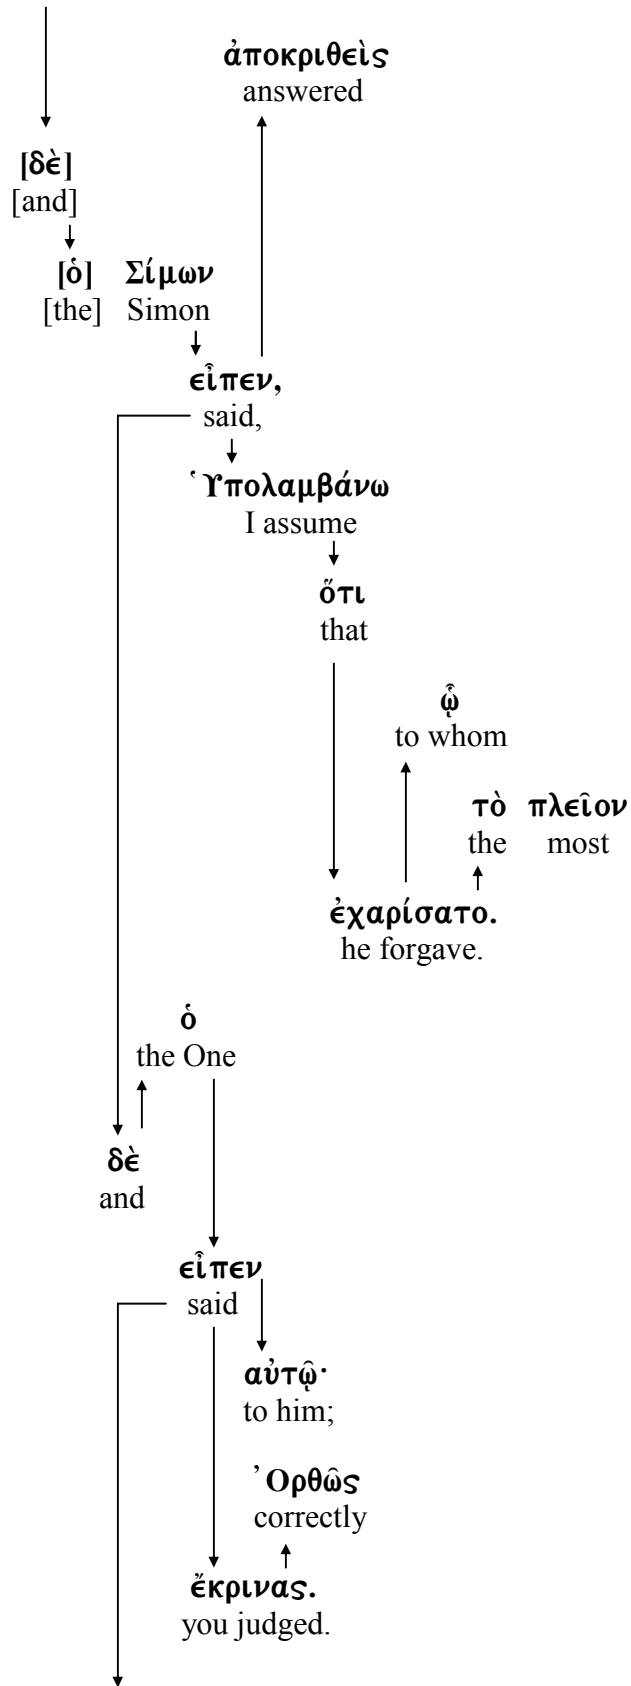 ἀποκριθεὶς
answered
[δὲ]
[and]
[ὁ] Σίμων
[the] Simon
εἶπεν,
said,
Ὑπολαμβάνω
I assume
ὅτι
that
ᾧ
to whom
τὸ πλεῖον
the most
ἐχαρίσατο.
he forgave.
ὁ
the One
δὲ
and
εἶπεν
said
αὐτῷ·
to him;
Ὀρθῶς
correctly
ἔκρινας.
you judged.